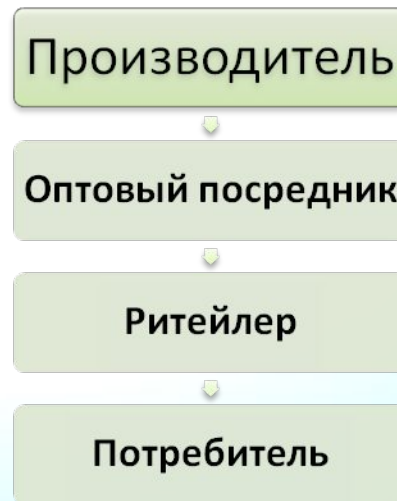 Производитель
Оптовый посредник
Ритейлер
Потребитель